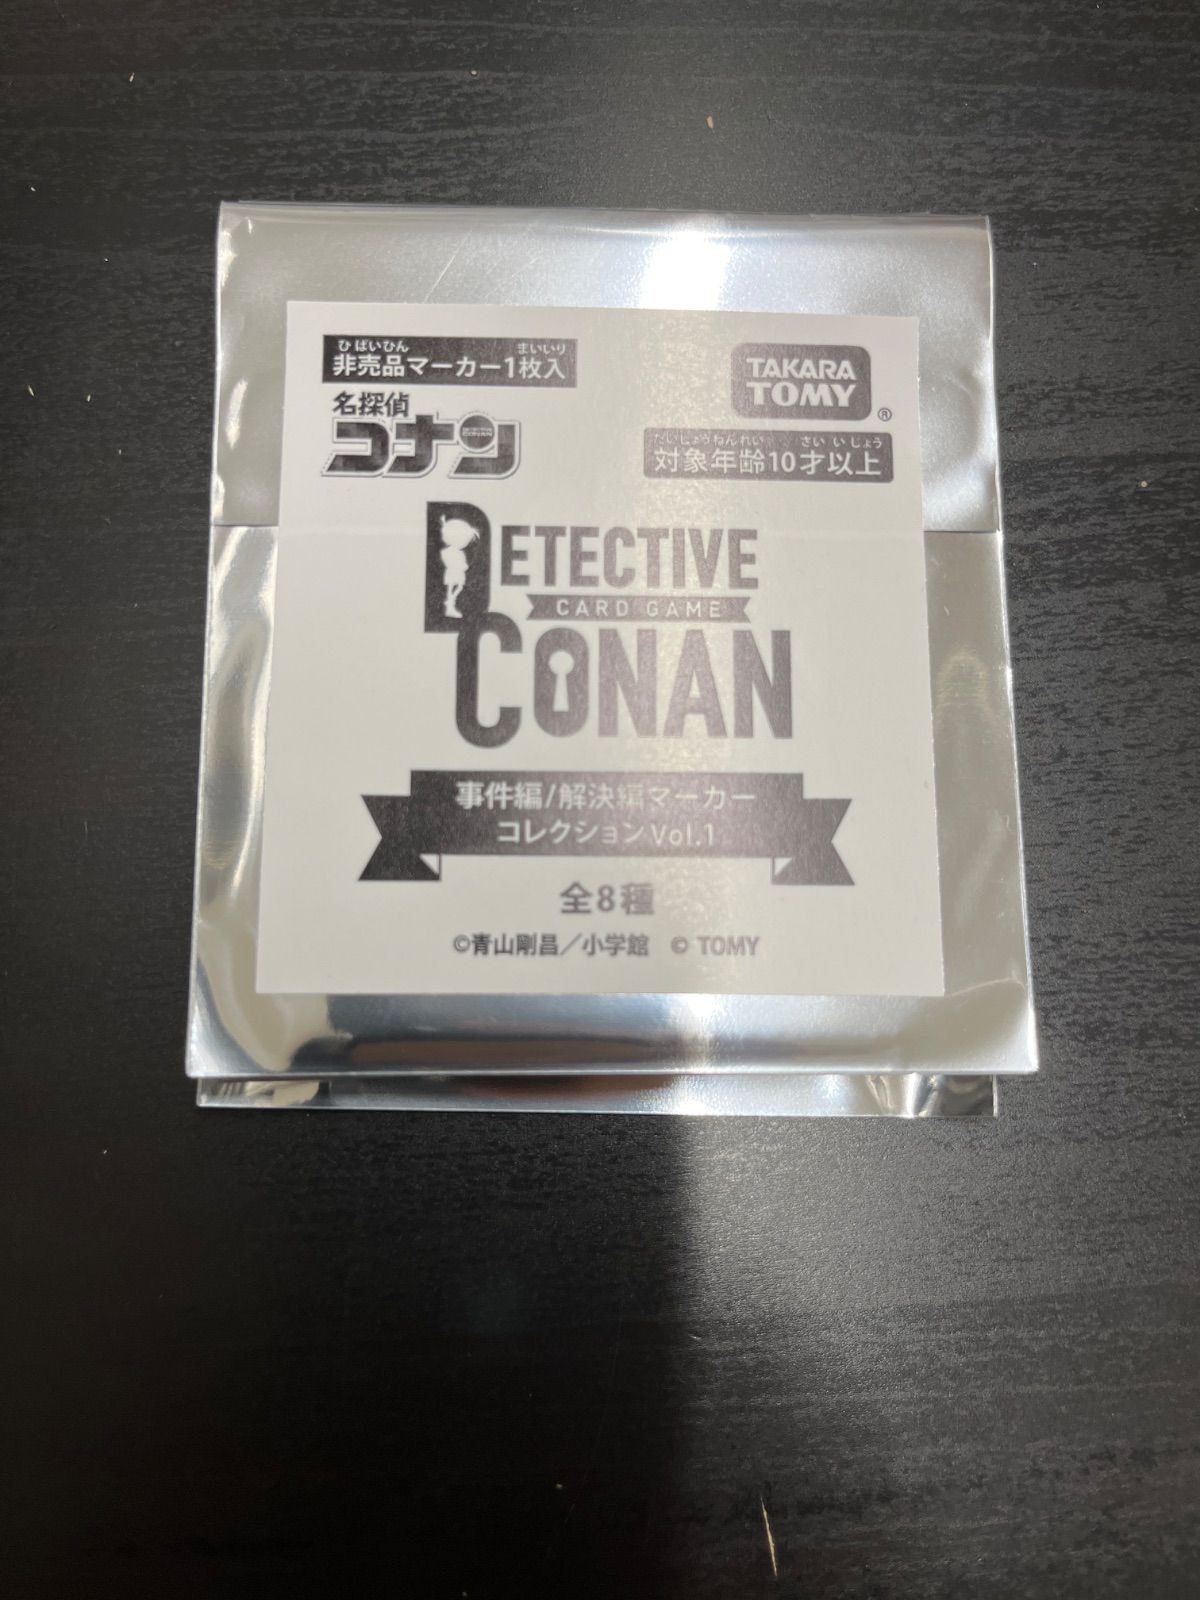 ひばいひん まいいり
非売品マーカー1枚入
TAKARA
TOMY
®
名探偵
コナン
DETECTIVE
CONAN
たいしょうねんれい さい いじょう
対象年齢10才以上
DETECTIVE
CARD GAME
CONAN
事件編/解決編マーカー
コレクションVol.1
全8種
©青山剛昌／小学館 © TOMY